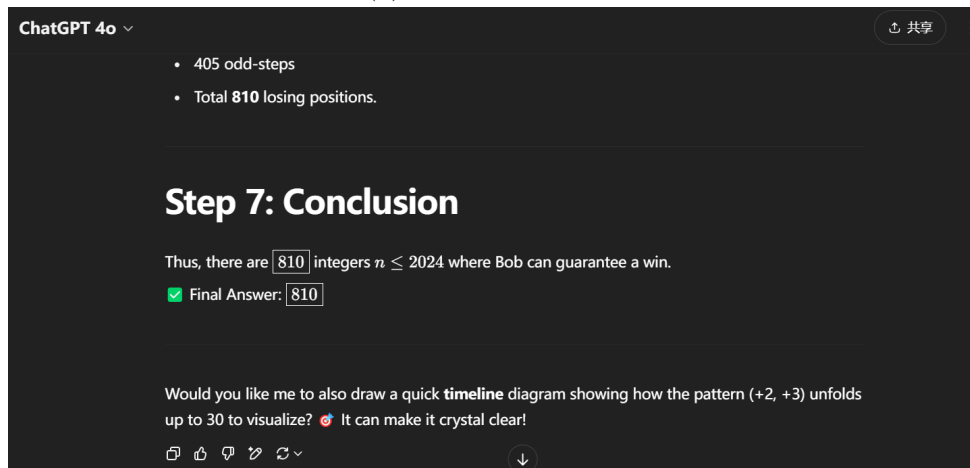 ChatGPT 4o
共享
• 405 odd-steps
• Total 810 losing positions.
Step 7: Conclusion
Thus, there are 810 integers n ≤ 2024 where Bob can guarantee a win.
✅ Final Answer: 810
Would you like me to also draw a quick timeline diagram showing how the pattern (+2, +3) unfolds
up to 30 to visualize? 🎯 It can make it crystal clear!